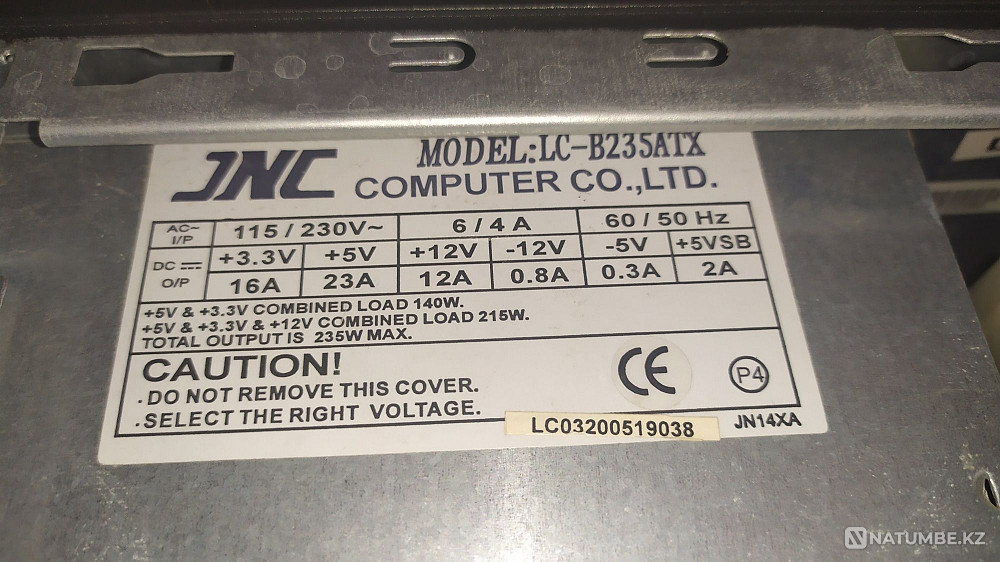 JNC MODEL:LC-B235ATX
COMPUTER CO.,LTD.
AC~ I/P 115 / 230V~ 6 / 4 A 60 / 50 Hz
DC +3.3V +5V +12V -12V -5V +5VSB
O/P 16A 23A 12A 0.8A 0.3A 2A
+5V & +3.3V COMBINED LOAD 140W.
+5V & +3.3V & +12V COMBINED LOAD 215W.
TOTAL OUTPUT IS 235W MAX.
CAUTION!
.DO NOT REMOVE THIS COVER.
.SELECT THE RIGHT VOLTAGE.
CE
P4
LC03200519038
JN14XA
NATUMBE.KZ